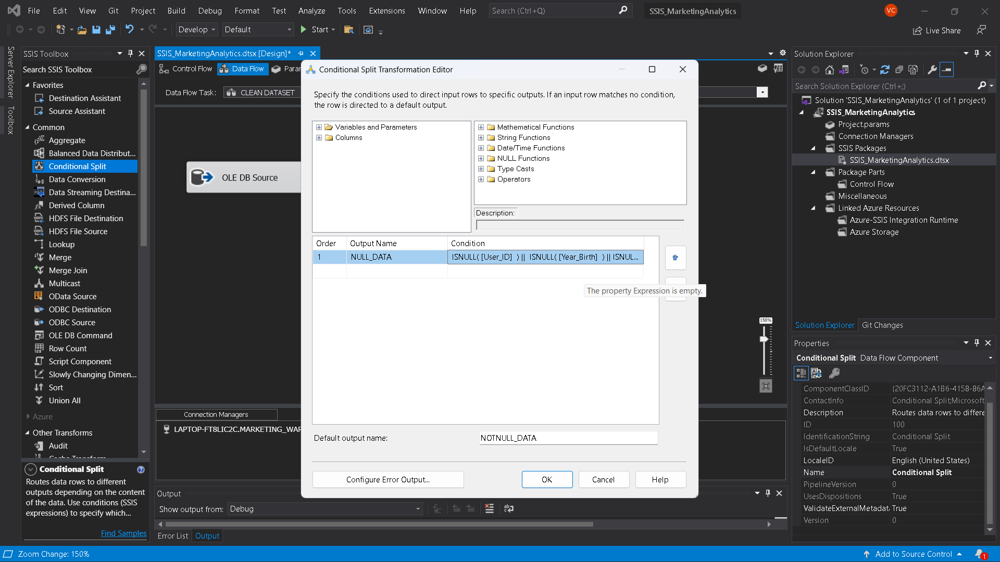 File Edit View Git Project Build Debug Format Test Analyze Tools Extensions Window Help Search (Ctrl+Q) SSIS_MarketingAnalytics VC
Develop Default Start Live Share
Server Explorer
Toolbox
SSIS Toolbox
Search SSIS Toolbox
Favorites
Destination Assistant
Source Assistant
Common
Aggregate
Balanced Data Distribut...
Conditional Split
Data Conversion
Data Streaming Destina...
Derived Column
HDFS File Destination
HDFS File Source
Lookup
Merge
Merge Join
Multicast
OData Source
ODBC Destination
ODBC Source
OLE DB Command
Row Count
Script Component
Slowly Changing Dimen...
Sort
Union All
Azure
Other Transforms
Audit
Conditional Split
Routes data rows to different
outputs depending on the content
of the data. Use conditions (SSIS
expressions) to specify which...
Find Samples
SSIS_MarketingAnalytics.dtsx [Design]*
Control Flow Data Flow Paran
Data Flow Task: CLEAN DATASET
OLE DB Source
150%
Connection Managers
LAPTOP-FT8LIC2C.MARKETING_WAR
Conditional Split Transformation Editor
Specify the conditions used to direct input rows to specific outputs. If an input row matches no condition,
the row is directed to a default output.
Variables and Parameters
Columns
Mathematical Functions
String Functions
Date/Time Functions
NULL Functions
Type Casts
Operators
Description:
Order Output Name Condition
1 NULL_DATA ISNULL( [User_ID] ) || ISNULL( [Year_Birth] ) || ISNUL...
The property Expression is empty.
Default output name: NOTNULL_DATA
Configure Error Output... OK Cancel Help
Output
Show output from: Debug
Error List Output
Solution Explorer
Search Solution Explorer (Ctrl+;)
Solution 'SSIS_MarketingAnalytics' (1 of 1 project)
SSIS_MarketingAnalytics
Project.params
Connection Managers
SSIS Packages
SSIS_MarketingAnalytics.dtsx
Package Parts
Control Flow
Miscellaneous
Linked Azure Resources
Azure-SSIS Integration Runtime
Azure Storage
Solution Explorer Git Changes
Properties
Conditional Split Data Flow Component
ComponentClassID {20FC3112-A1B6-4158-86A
ContactInfo Conditional Split;Microsoft
Description Routes data rows to differe
ID 100
IdentificationString Conditional Split
IsDefaultLocale True
LocaleID English (United States)
Name Conditional Split
PipelineVersion 0
UsesDispositions True
ValidateExternalMetadat True
Version 0
Zoom Change: 150% Add to Source Control 1